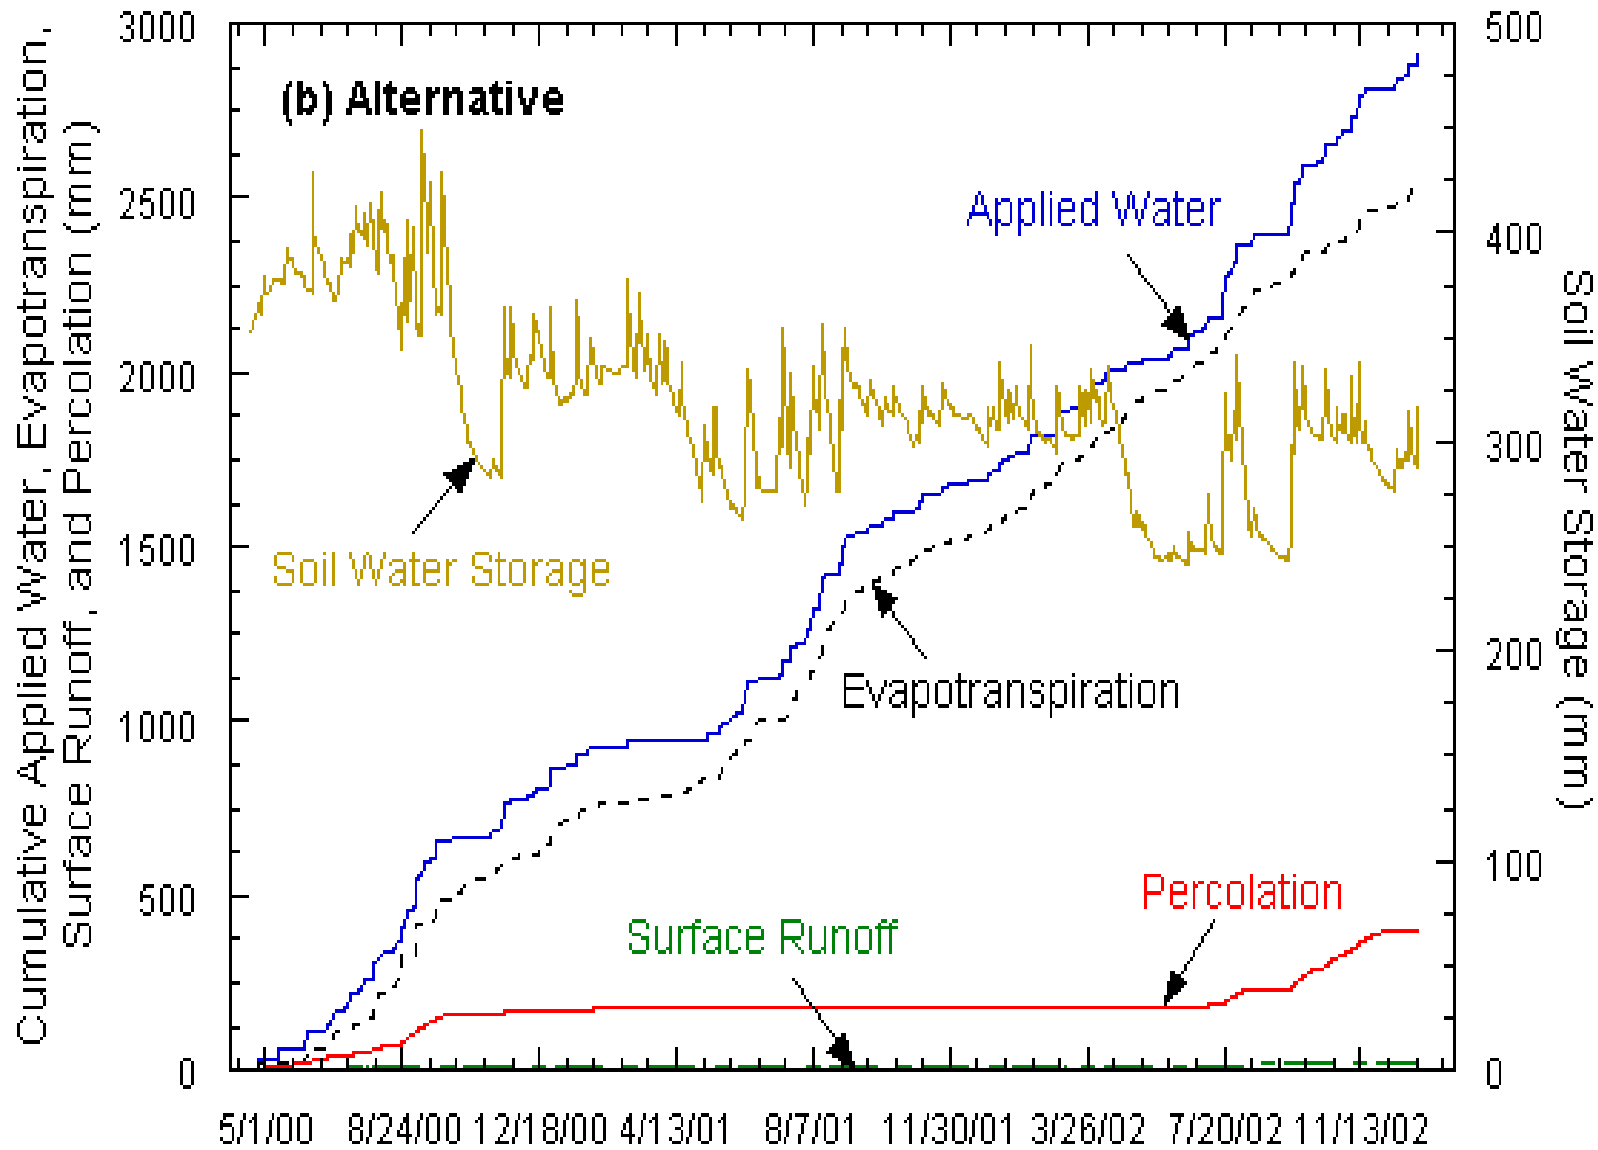 Cumulative Applied Water, Evapotranspiration,
Surface Runoff, and Percolation (mm)
3000
2500
2000
1500
1000
500
0
(b) Alternative
Applied Water
Soil Water Storage
Evapotranspiration
Percolation
Surface Runoff
500
400
300
200
100
0
Soil Water Storage (mm)
5/1/00 8/24/00 12/18/00 4/13/01 8/7/01 11/30/01 3/26/02 7/20/02 11/13/02